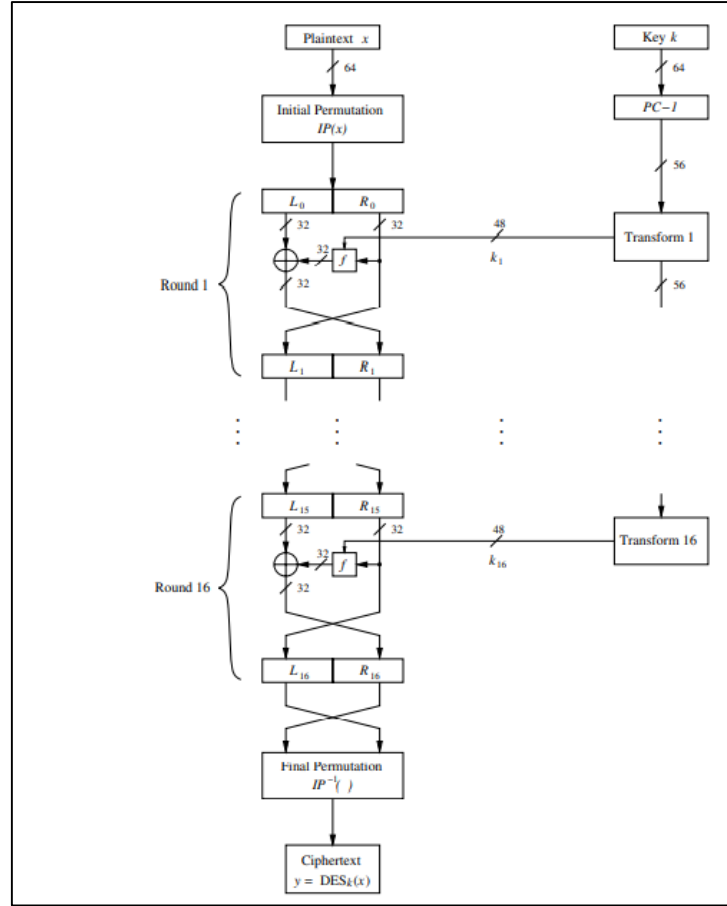 Plaintext x
Key k
64
64
Initial Permutation
IP(x)
PC−1
56
L0
R0
32
32
48
Transform 1
32
f
k1
32
56
Round 1
L1
R1
L15
R15
32
32
48
Transform 16
32
f
k16
32
Round 16
L16
R16
Final Permutation
IP−1( )
Ciphertext
y = DESk(x)